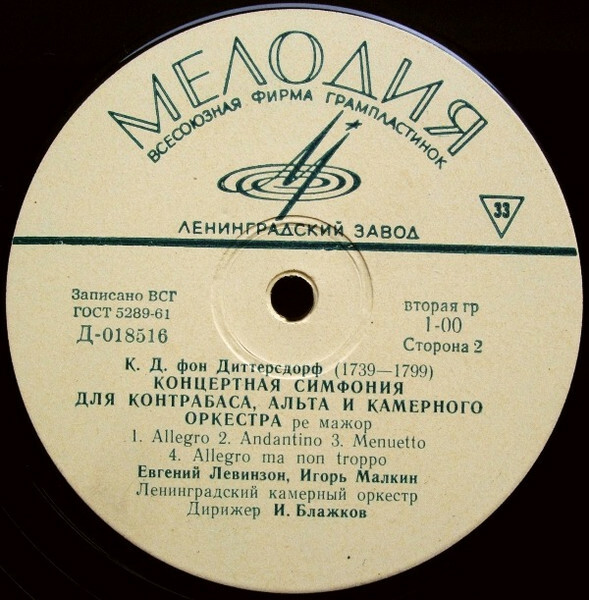 МЕЛОДИЯ
ВСЕСОЮЗНАЯ ФИРМА ГРАМПЛАСТИНОК
33
ЛЕНИНГРАДСКИЙ ЗАВОД
Записано ВСГ
ГОСТ 5289-61
Д-018516
вторая гр
1-00
Сторона 2
К. Д. фон Диттерсдорф (1739—1799)
КОНЦЕРТНАЯ СИМФОНИЯ
ДЛЯ КОНТРАБАСА, АЛЬТА И КАМЕРНОГО
ОРКЕСТРА ре мажор
1. Allegro 2. Andantino 3. Menuetto
4. Allegro ma non troppo
Евгений Левинзон, Игорь Малкин
Ленинградский камерный оркестр
Дирижер И. Блажков